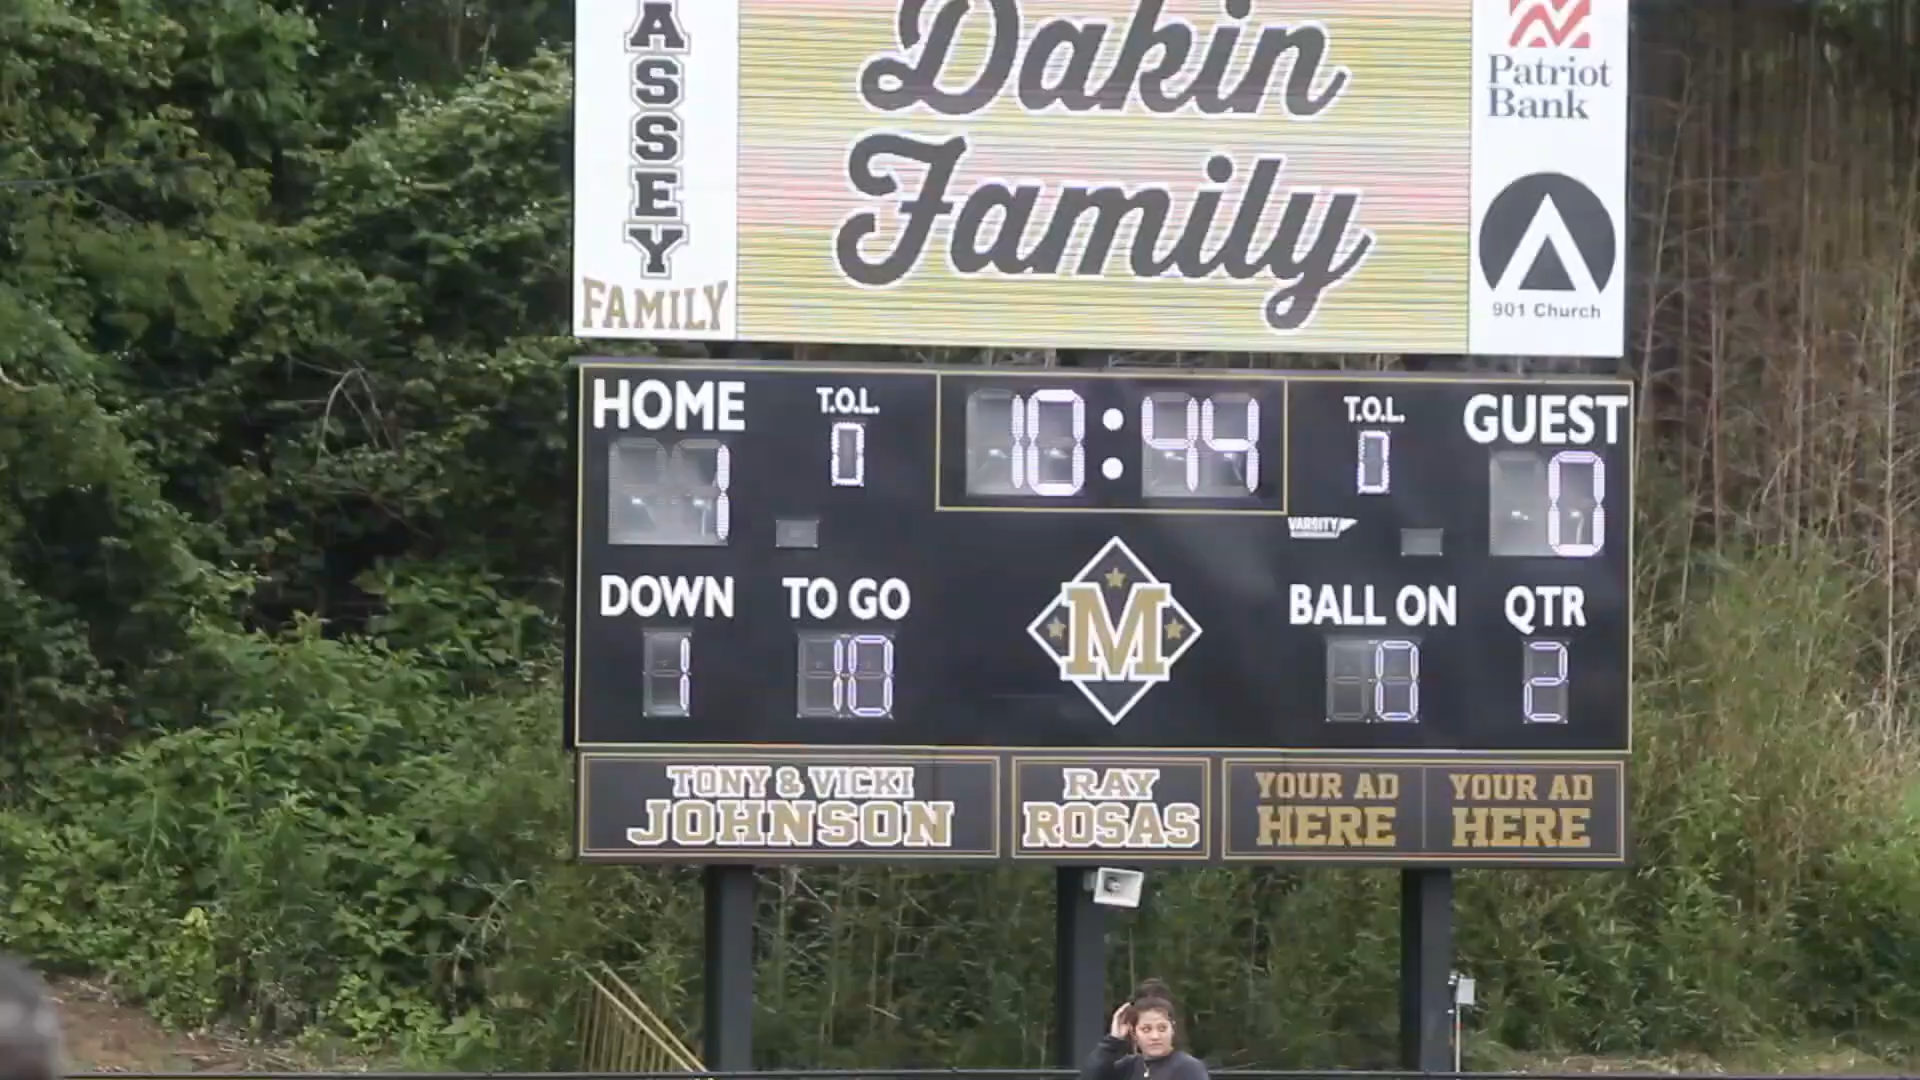 ASSEY
FAMILY
Dakin
Family
Patriot
Bank
901 Church
HOME
1
T.O.L.
0
10:44
T.O.L.
0
GUEST
0
VARSITY
DOWN
1
TO GO
10
M
BALL ON
0
QTR
2
TONY & VICKI
JOHNSON
RAY
ROSAS
YOUR AD
HERE
YOUR AD
HERE